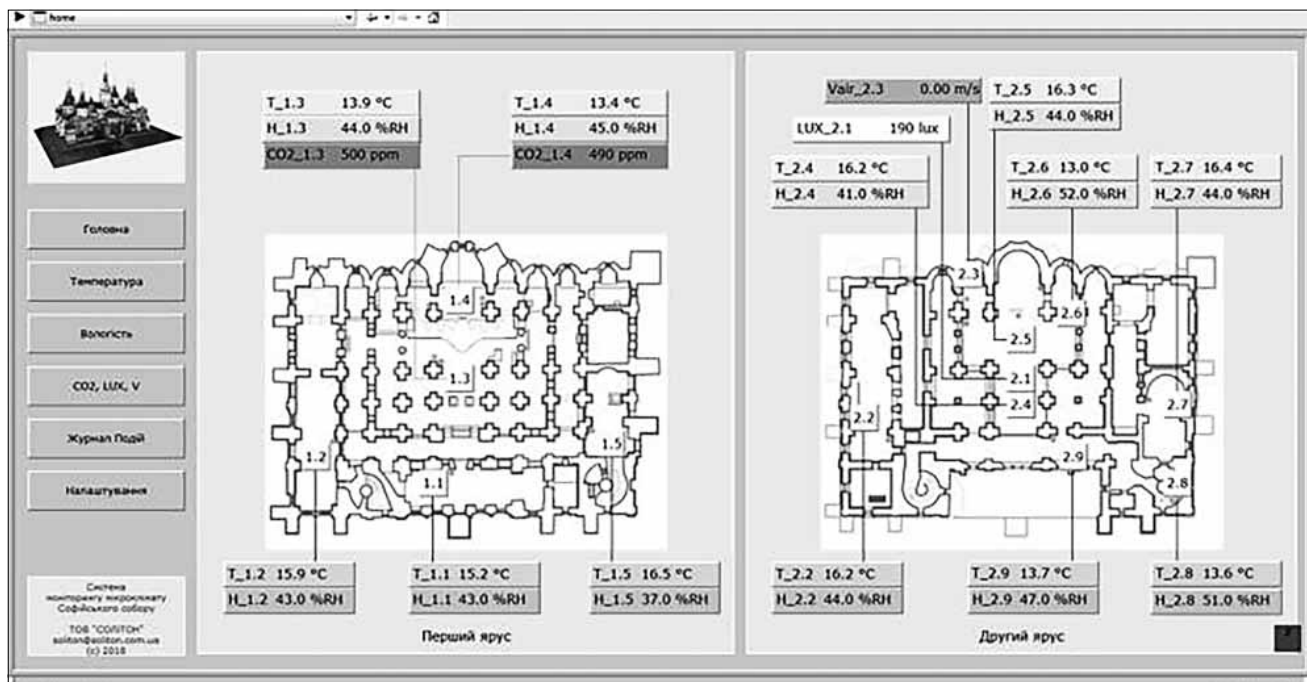 home
Головна
Температура
Вологість
CO2, LUX, V
Журнал Подій
Налаштування
Система
моніторингу мікроклімату
Софійського собору
ТОВ "СОЛІТОН"
soliton@soliton.com.ua
(c) 2018
T_1.3 13.9 °C
H_1.3 44.0 %RH
CO2_1.3 500 ppm
T_1.4 13.4 °C
H_1.4 45.0 %RH
CO2_1.4 490 ppm
1.4
1.3
1.5
1.2
1.1
T_1.2 15.9 °C
H_1.2 43.0 %RH
T_1.1 15.2 °C
H_1.1 43.0 %RH
T_1.5 16.5 °C
H_1.5 37.0 %RH
Перший ярус
Vair_2.3 0.00 m/s
T_2.5 16.3 °C
H_2.5 44.0 %RH
LUX_2.1 190 lux
T_2.4 16.2 °C
H_2.4 41.0 %RH
T_2.6 13.0 °C
H_2.6 52.0 %RH
T_2.7 16.4 °C
H_2.7 44.0 %RH
2.3
2.6
2.5
2.1
2.4
2.7
2.2
2.9
2.8
T_2.2 16.2 °C
H_2.2 44.0 %RH
T_2.9 13.7 °C
H_2.9 47.0 %RH
T_2.8 13.6 °C
H_2.8 51.0 %RH
Другий ярус